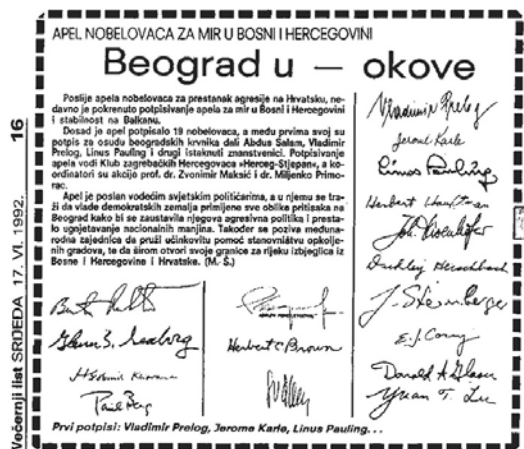 APEL NOBELOVACA ZA MIR U BOSNI I HERCEGOVINI
Beograd u — okove
Poslije apela nobelovaca za prestanak agresije na Hrvatsku, ne-
davno je pokrenuto potpisivanje apela za mir u Bosni i Hercegovini
i stabilnost na Balkanu.
Dosad je apel potpisalo 19 nobelovaca, a među prvima svoj su
potpis za osudu beogradskih krvnika dali Abdus Salam, Vladimir
Prelog, Linus Pauling i drugi istaknuti znanstvenici. Potpisivanje
apela vodi Klub zagrebačkih Hercegovaca »Herceg-Stjepan«, a ko-
ordinatori su akcijo prof. dr. Zvonimir Maksić i dr. Miljenko Primo-
rac.
Apel je poslan vodećim svjetskim političarima, a u njemu se tra-
ži da vlade demokratskih zemalja primijene sve oblike pritisaka na
Beograd kako bi se zaustavila njegova agresivna politika i presta-
lo ugnjetavanje nacionalnih manjina. Također se poziva međuna-
rodna zajednica da pruži učinkovitu pomoć stanovništvu opkolje-
nih gradova, te da širom otvori svoje granice za rijeku izbjeglica iz
Bosne i Hercegovine i Hrvatske. (M. S.)
Vladimir Prelog
Jerome Karle
Linus Pauling
Herbert Hauptman
Dudley Herschbach
J. Steinberger
E. J. Corey
Donald A Glaser
Yuan T. Lee
Glenn T. Seaborg
Paul Berg
Herbert C Brown
Prvi potpisi: Vladimir Prelog, Jerome Karle, Linus Pauling. . .
Večernji list SRIJEDA, 17. VI. 1992. 16